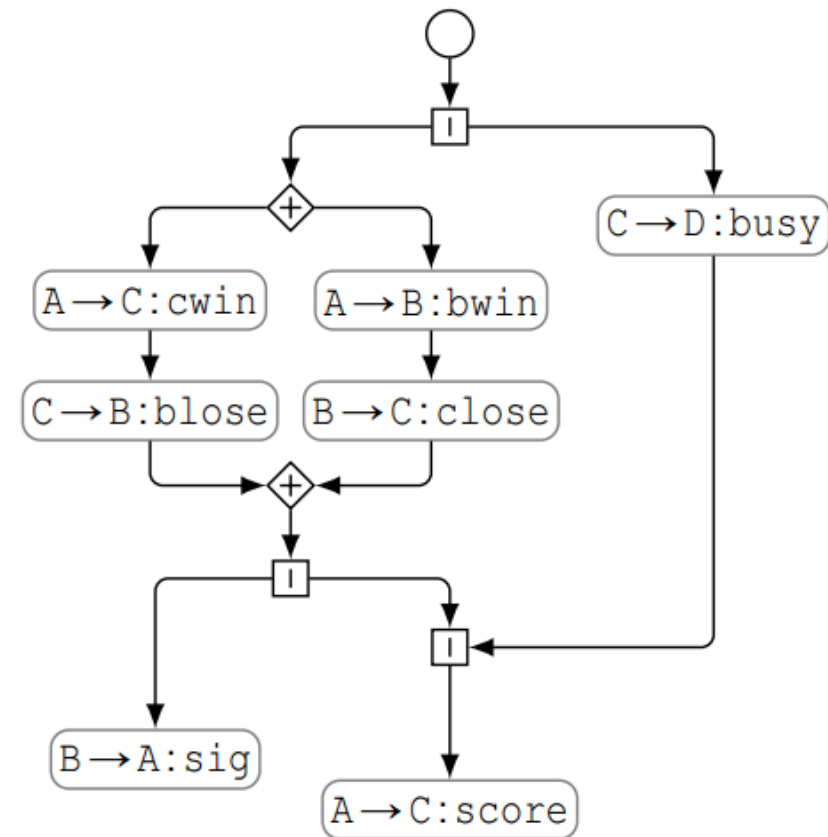 C→D:busy
A→C:cwin
A→B:bwin
C→B:blose
B→C:close
B→A:sig
A→C:score